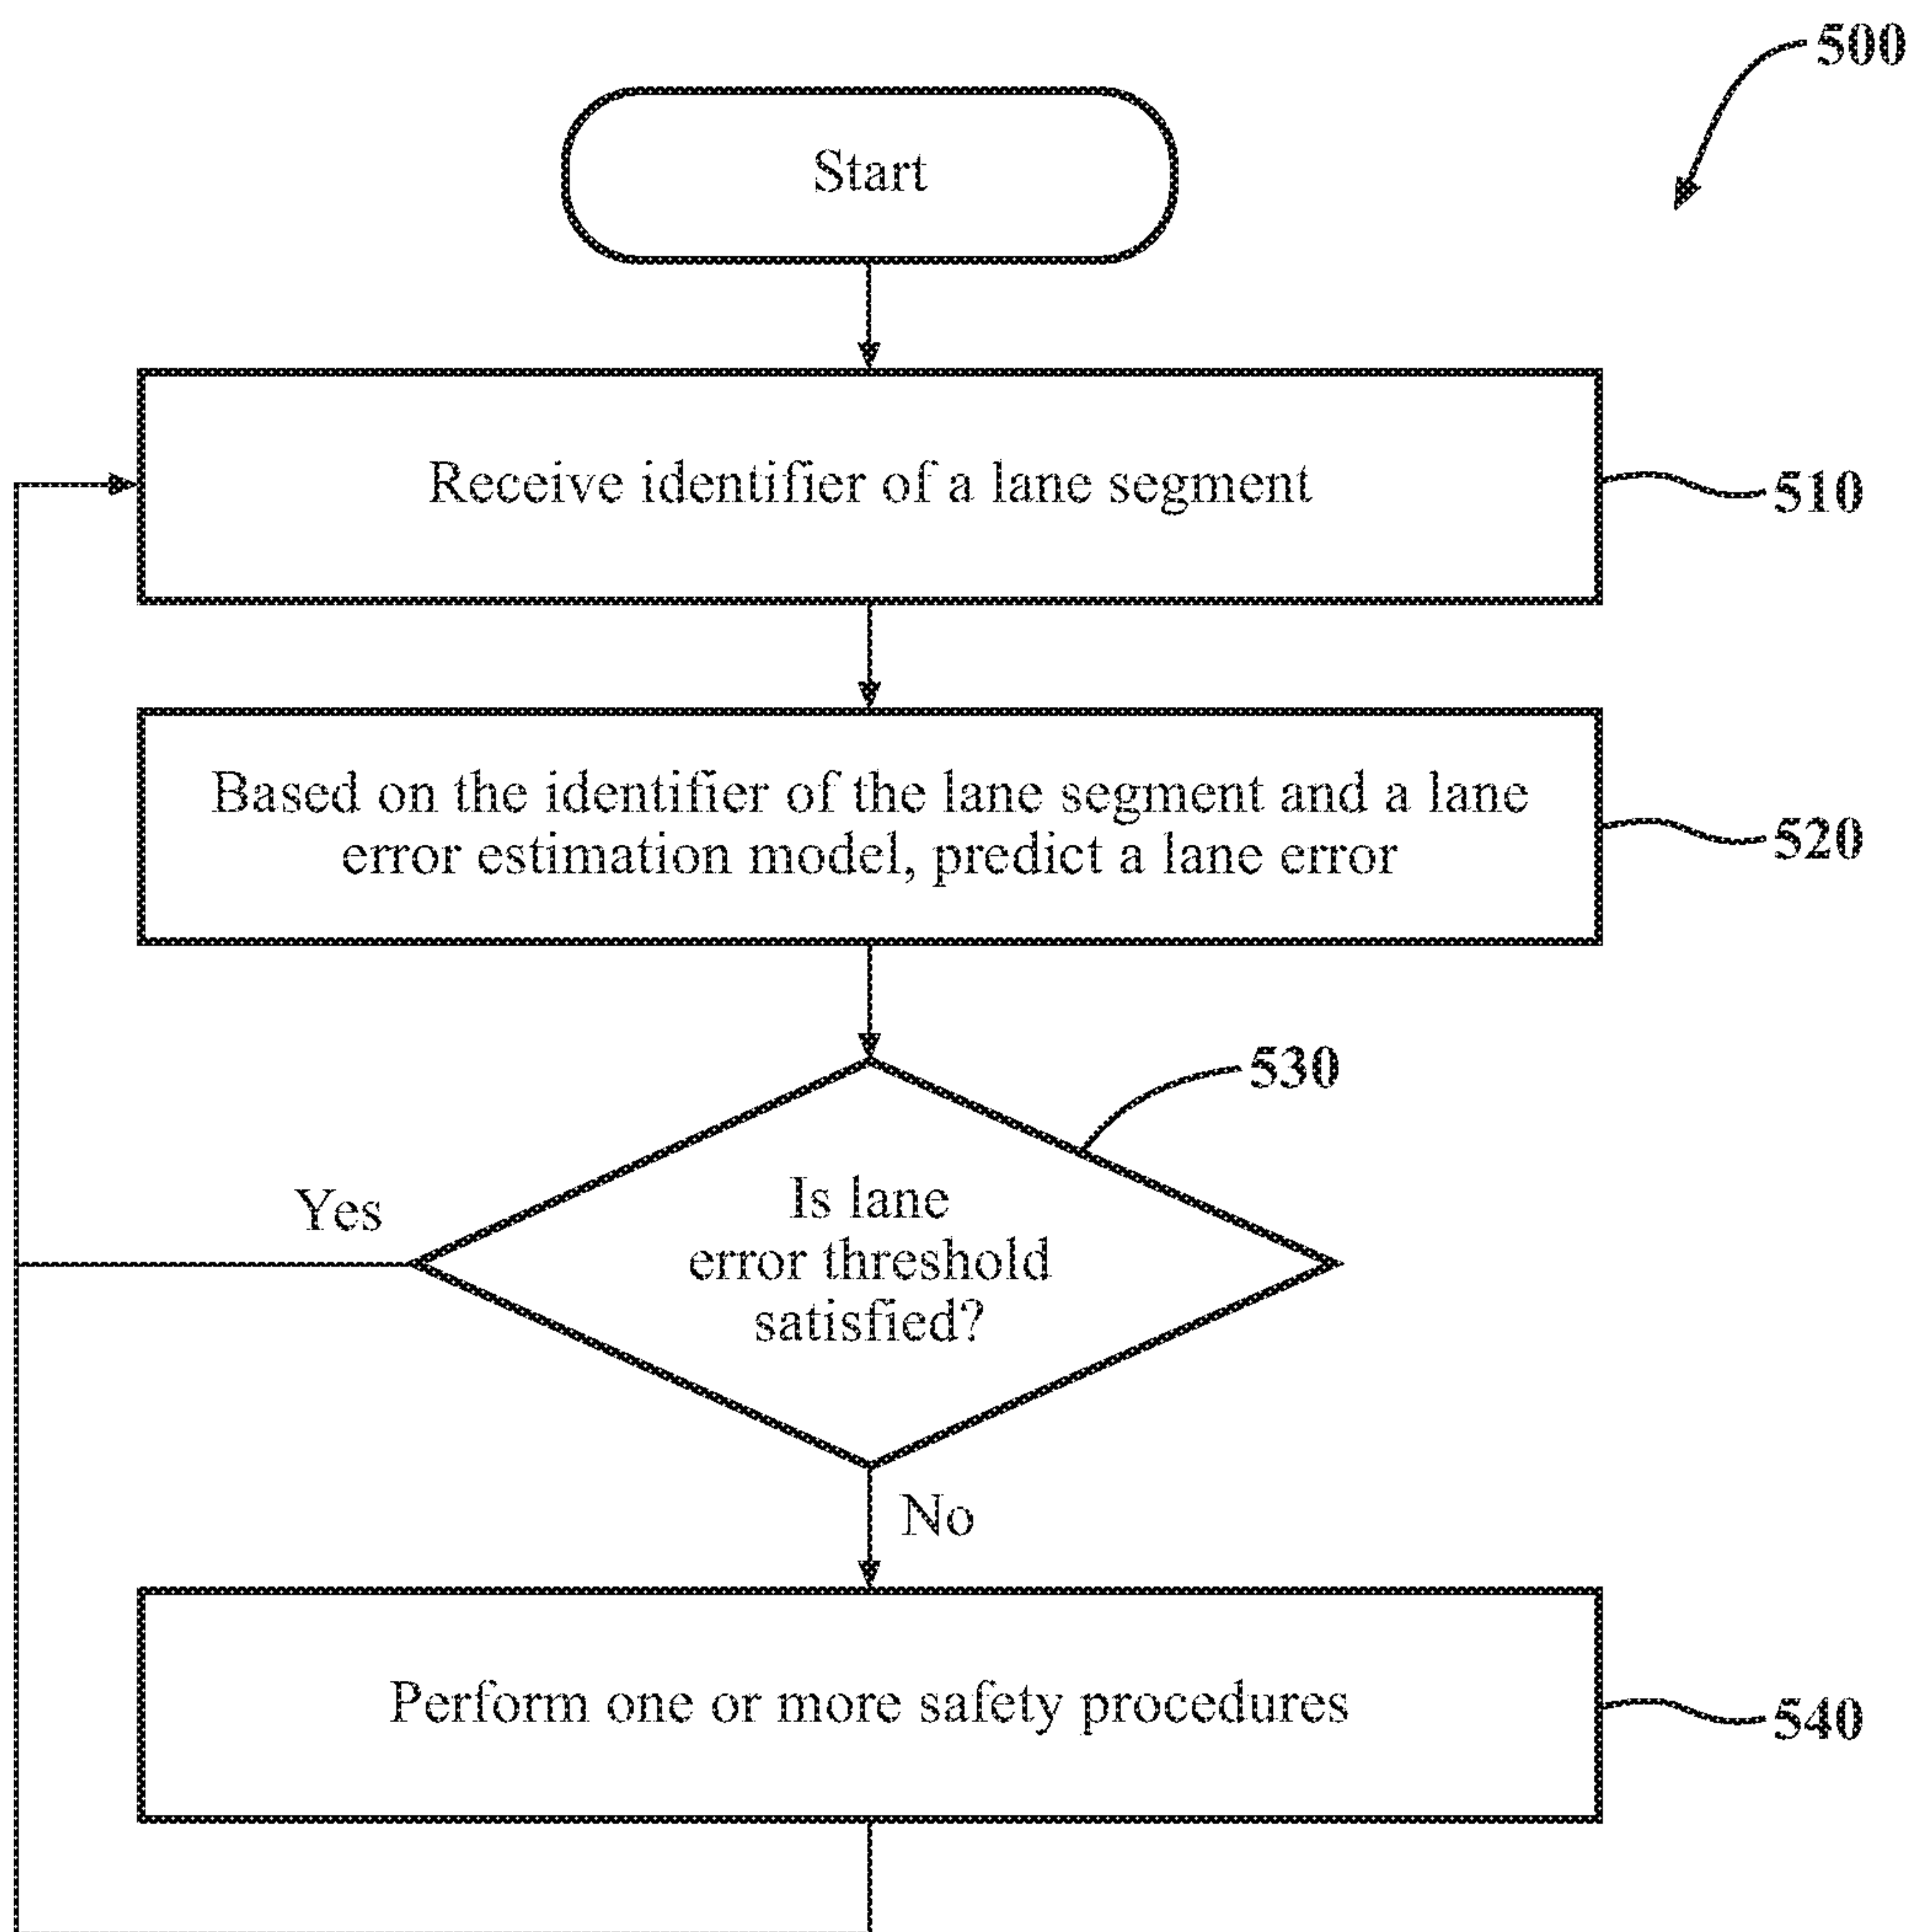 500
Start
Receive identifier of a lane segment
510
Based on the identifier of the lane segment and a lane
error estimation model, predict a lane error
520
530
Is lane
error threshold
satisfied?
Yes
No
Perform one or more safety procedures
540